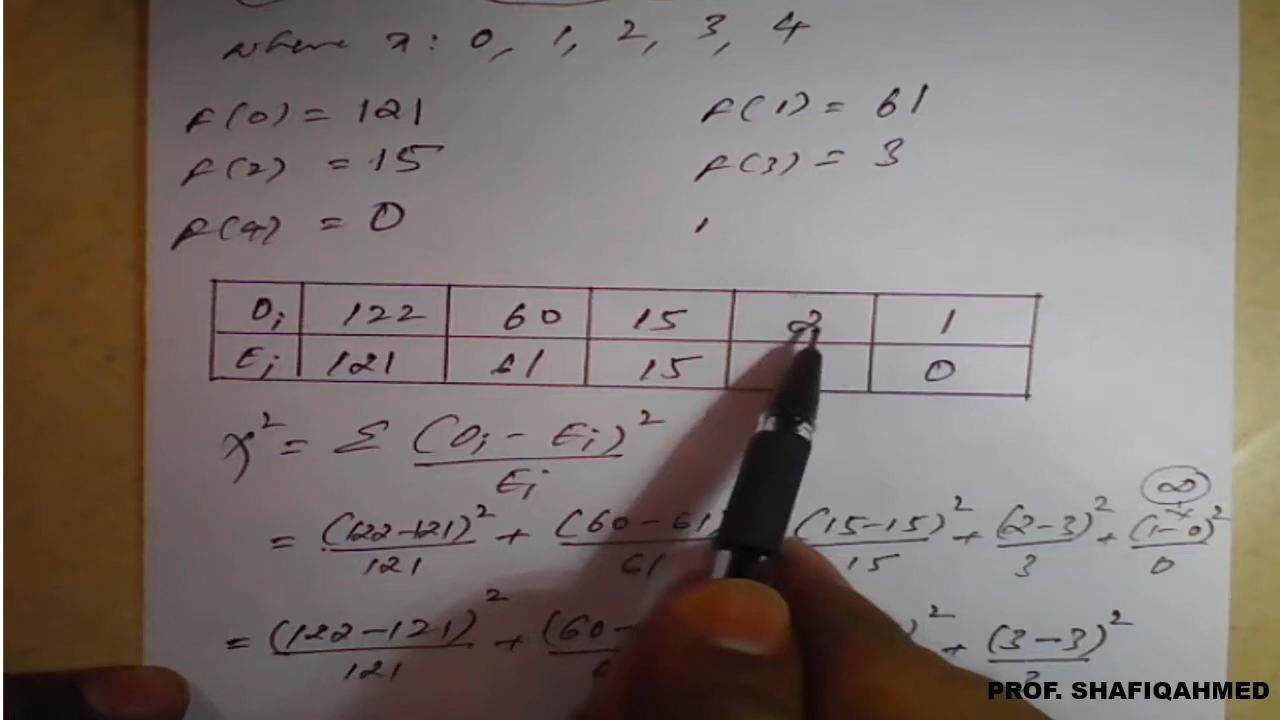 where x: 0, 1, 2, 3, 4
f(0) = 121 f(1) = 61
f(2) = 15 f(3) = 3
f(4) = 0
Oi 122 60 15 2 1
Ei 121 61 15 0
χ² = Σ (Oi - Ei)² / Ei
∞
= (122-121)²/121 + (60-61)/61 (15-15)²/15 + (2-3)²/3 + (1-0)²/0
= (122-121)²/121 + (60- ² + (3-3)²
PROF. SHAFIQAHMED